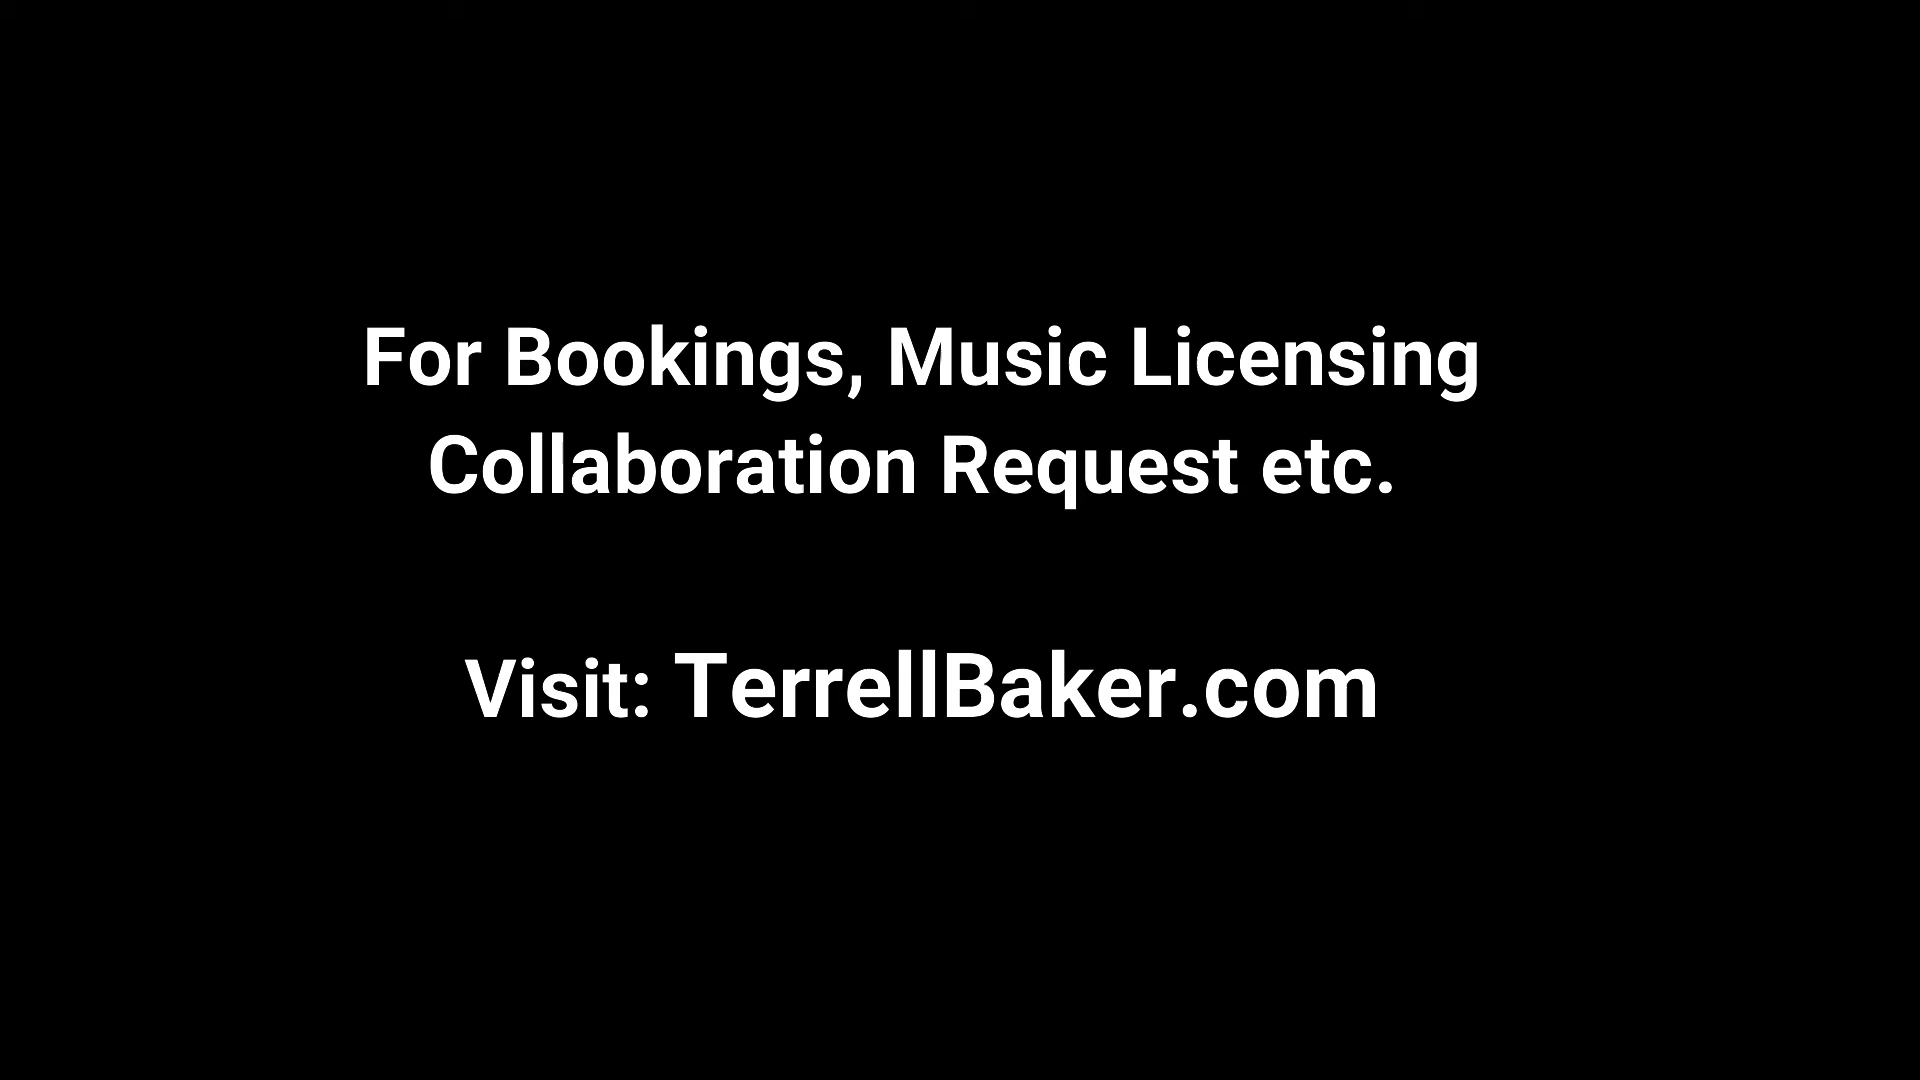 For Bookings, Music Licensing
Collaboration Request etc.
Visit: TerrellBaker.com